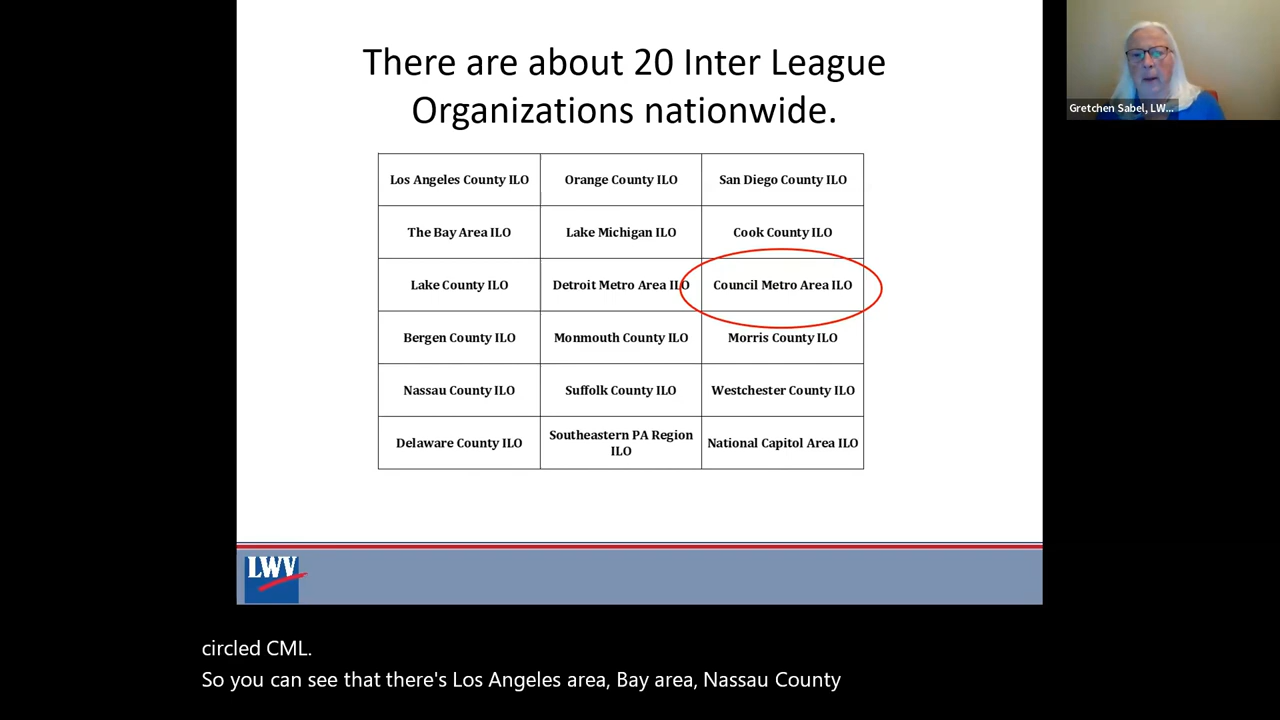 There are about 20 Inter League
Organizations nationwide.
Gretchen Sabel, LW...
Los Angeles County ILO
Orange County ILO
San Diego County ILO
The Bay Area ILO
Lake Michigan ILO
Cook County ILO
Lake County ILO
Detroit Metro Area ILO
Council Metro Area ILO
Bergen County ILO
Monmouth County ILO
Morris County ILO
Nassau County ILO
Suffolk County ILO
Westchester County ILO
Delaware County ILO
Southeastern PA Region
ILO
National Capitol Area ILO
LWV
circled CML.
So you can see that there's Los Angeles area, Bay area, Nassau County